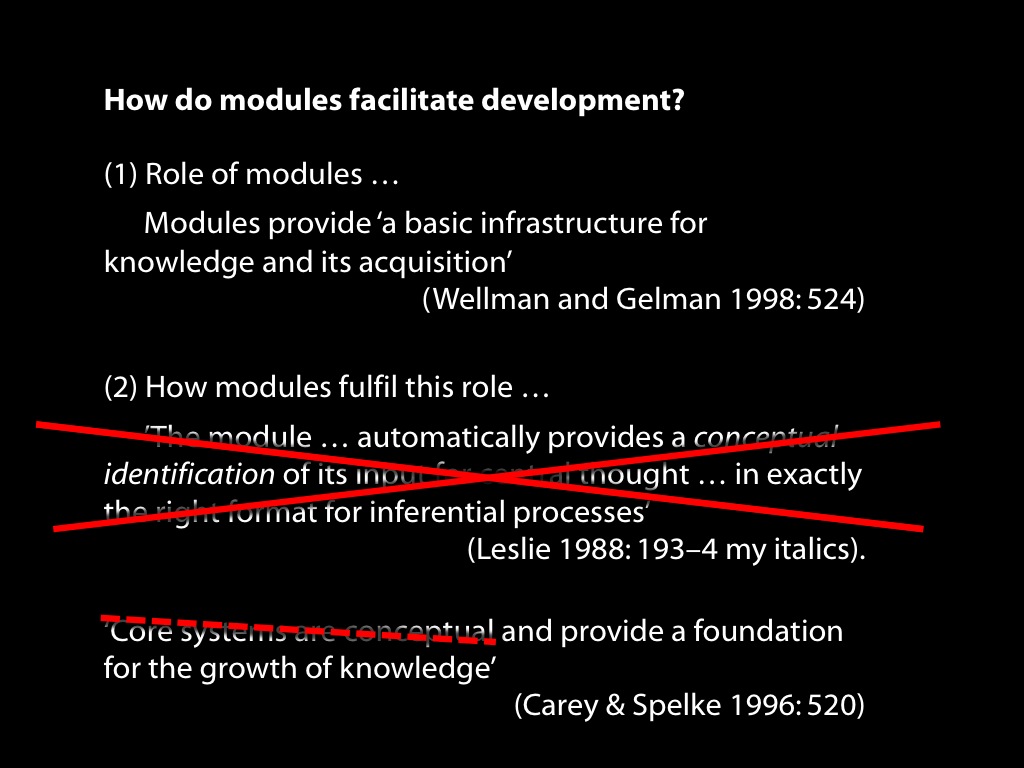 How do modules facilitate development?
(1) Role of modules …
Modules provide ‘a basic infrastructure for
knowledge and its acquisition’
(Wellman and Gelman 1998: 524)
(2) How modules fulfil this role …
’The module … automatically provides a conceptual
identification of its input for central thought … in exactly
the right format for inferential processes‘
(Leslie 1988: 193–4 my italics).
‘Core systems are conceptual and provide a foundation
for the growth of knowledge’
(Carey & Spelke 1996: 520)